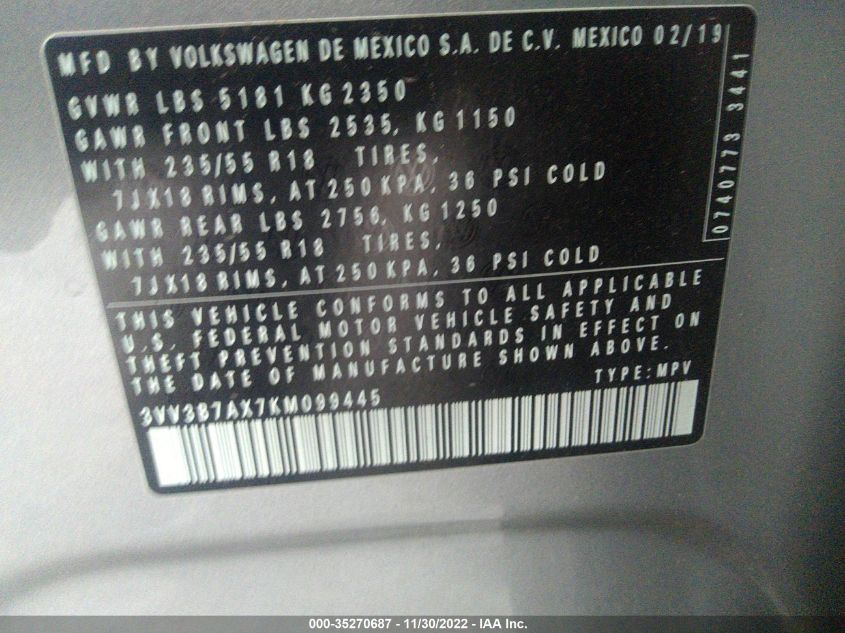 MFD BY VOLKSWAGEN DE MEXICO S.A. DE C.V. MEXICO 02/19
GVWR LBS 5181 KG 2350
GAWR FRONT LBS 2535, KG 1150
WITH 235/55 R18 TIRES,
7JX18 RIMS, AT 250 KPA, 36 PSI COLD
GAWR REAR LBS 2756, KG 1250
WITH 235/55 R18 TIRES,
7JX18 RIMS, AT 250 KPA, 36 PSI COLD
0740773 3441
THIS VEHICLE CONFORMS TO ALL APPLICABLE
U.S. FEDERAL MOTOR VEHICLE SAFETY AND
THEFT PREVENTION STANDARDS IN EFFECT ON
THE DATE OF MANUFACTURE SHOWN ABOVE.
TYPE: MPV
3VV3B7AX7KM099445
000-35270687 - 11/30/2022 - IAA Inc.